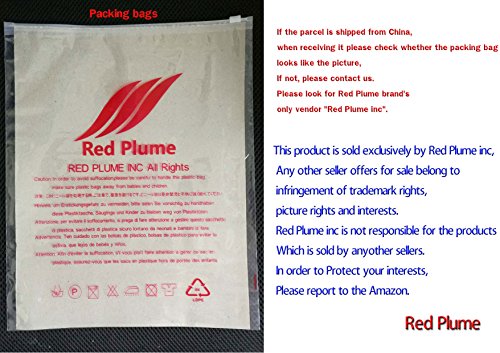 Packing bags
Red Plume
RED PLUME INC All Rights
Caution: In order to avoid suffocation,please be careful to handle this plastic bag
make sure plastic bags away from babies and children.
Hinweis: um Erstickungsgefahr zu vermeiden, bitte seien Sie vorsichtig zu handhaben
diese Plastiktasche, Säuglinge und Kinder zu bleiben weg von Plastiktüten.
Attenzione, per evitare il soffocamento, si prega di fare attenzione a gestire questo sacchetto
di plastica, sacchetti di plastica sicuro lontano da neonati e bambini si fare
Atención: Ten cuidado con las bolsas de plástico, bolsas de plástico para evitar la
asfixia, que lejos de bebés y Niños.
Attention: Afin d'éviter la suffocation, s'il vous plaît faire attention à gérer de sac en
plastique, assurez-vous que les sacs en plastique hors de portée des enfants.
04
LDPE
If the parcel is shipped from China,
when receiving it please check whether the packing bag
looks like the picture,
If not, please contact us.
Please look for Red Plume brand's
only vendor "Red Plume inc".
This product is sold exclusively by Red Plume inc,
Any other seller offers for sale belong to
infringement of trademark rights,
picture rights and interests.
Red Plume inc is not responsible for the products
Which is sold by anyother sellers.
In order to Protect your interests,
Please report to the Amazon.
Red Plume